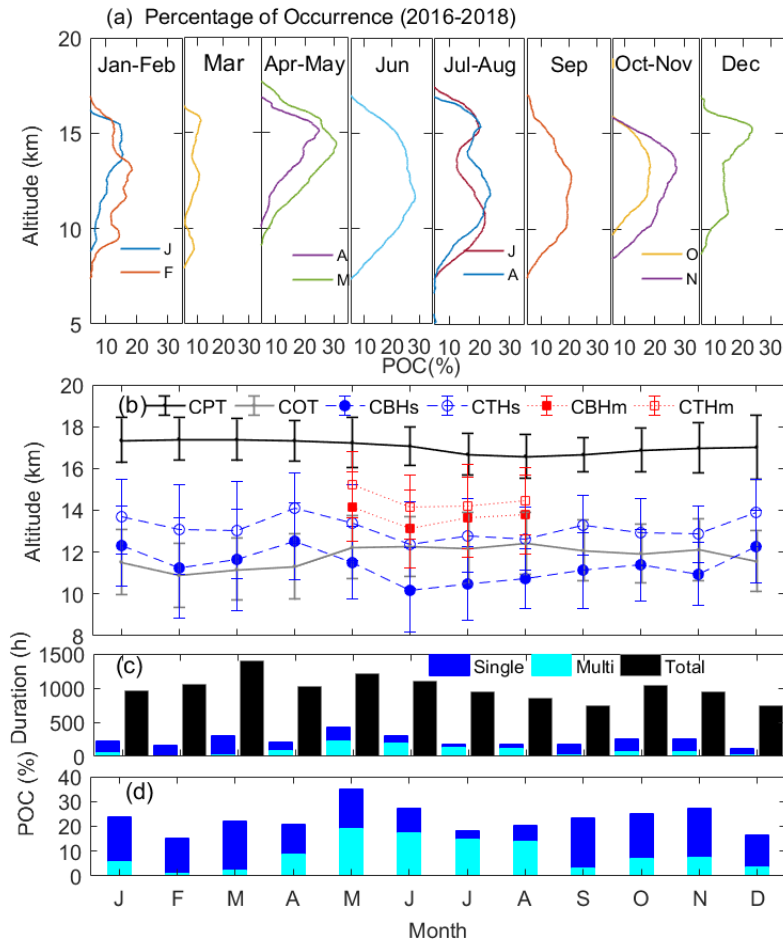 (a) Percentage of Occurrence (2016-2018)
20
15
10
5
Altitude (km)
Jan-Feb
Mar
Apr-May
Jun
Jul-Aug
Sep
Oct-Nov
Dec
J
F
A
M
J
A
O
N
10 20 30 10 20 30 10 20 30 10 20 30 10 20 30 10 20 30 10 20 30 10 20 30
POC(%)
(b) CPT COT CBHs CTHs CBHm CTHm
20
18
16
14
12
10
8
Altitude (km)
(c) Single Multi Total
1500
1000
500
0
Duration (h)
(d)
40
30
20
10
0
POC (%)
J F M A M J J A S O N D
Month